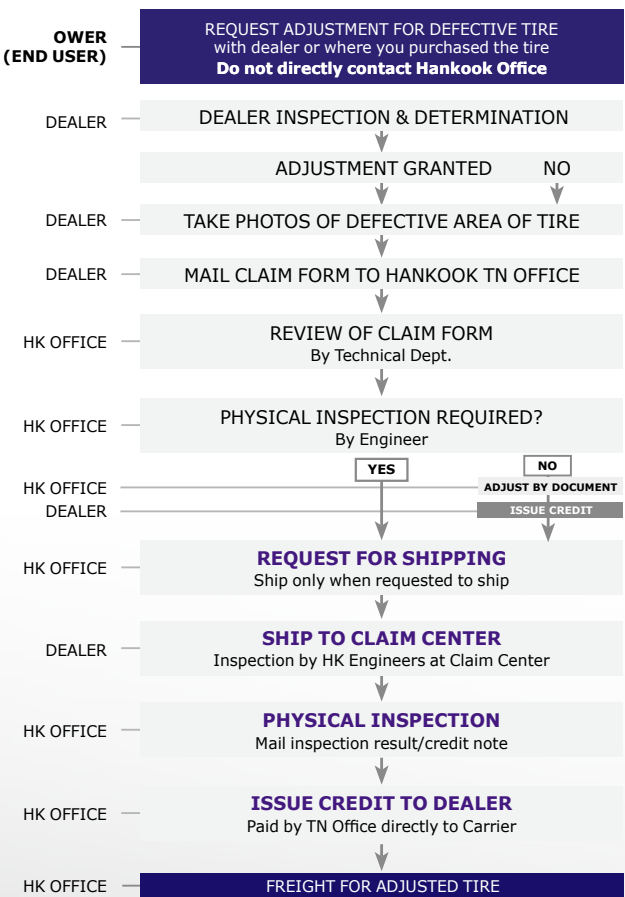 OWER
(END USER)
REQUEST ADJUSTMENT FOR DEFECTIVE TIRE
with dealer or where you purchased the tire
Do not directly contact Hankook Office
DEALER
DEALER INSPECTION & DETERMINATION
ADJUSTMENT GRANTED NO
DEALER
TAKE PHOTOS OF DEFECTIVE AREA OF TIRE
DEALER
MAIL CLAIM FORM TO HANKOOK TN OFFICE
HK OFFICE
REVIEW OF CLAIM FORM
By Technical Dept.
HK OFFICE
PHYSICAL INSPECTION REQUIRED?
By Engineer
YES
NO
HK OFFICE
ADJUST BY DOCUMENT
DEALER
ISSUE CREDIT
HK OFFICE
REQUEST FOR SHIPPING
Ship only when requested to ship
DEALER
SHIP TO CLAIM CENTER
Inspection by HK Engineers at Claim Center
HK OFFICE
PHYSICAL INSPECTION
Mail inspection result/credit note
HK OFFICE
ISSUE CREDIT TO DEALER
Paid by TN Office directly to Carrier
HK OFFICE
FREIGHT FOR ADJUSTED TIRE